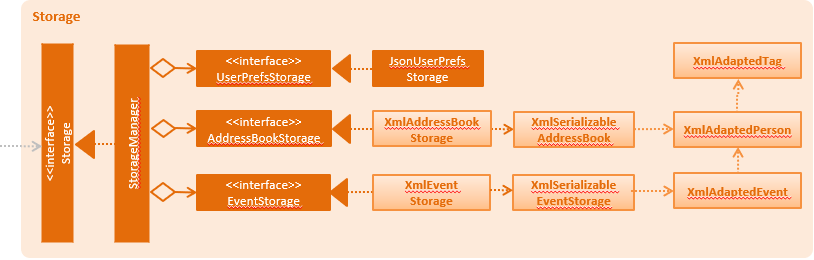 Storage
<<interface>>
Storage
StorageManager
<<interface>>
UserPrefsStorage
JsonUserPrefs
Storage
<<interface>>
AddressBookStorage
XmlAddressBook
Storage
XmlSerializable
AddressBook
<<interface>>
EventStorage
XmlEvent
Storage
XmlSerializable
EventStorage
XmlAdaptedTag
XmlAdaptedPerson
XmlAdaptedEvent